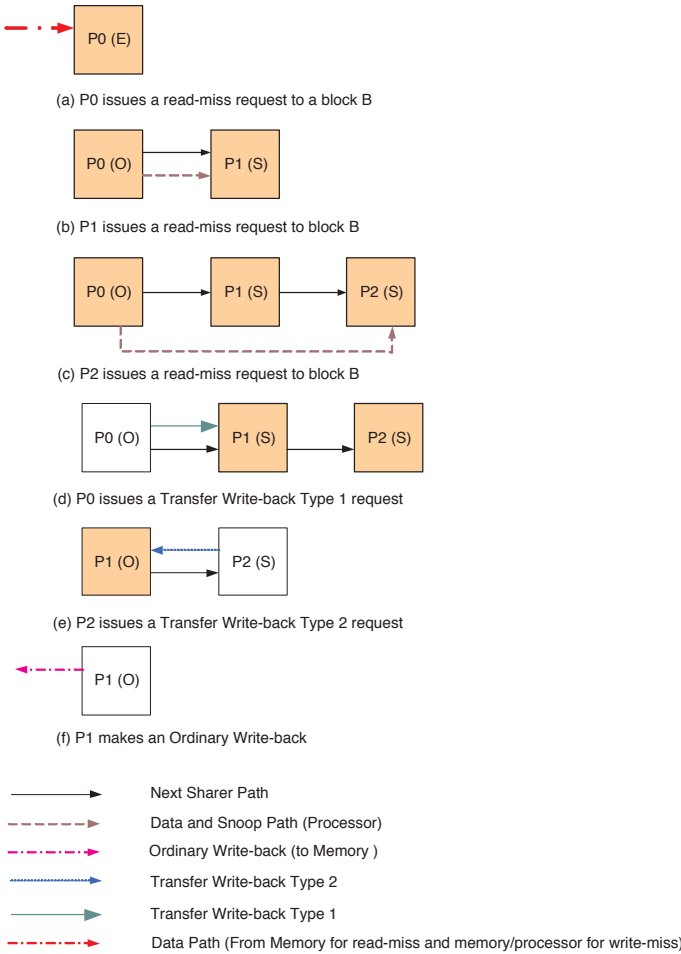 P0 (E)
(a) P0 issues a read-miss request to a block B
P0 (O) P1 (S)
(b) P1 issues a read-miss request to block B
P0 (O) P1 (S) P2 (S)
(c) P2 issues a read-miss request to block B
P0 (O) P1 (S) P2 (S)
(d) P0 issues a Transfer Write-back Type 1 request
P1 (O) P2 (S)
(e) P2 issues a Transfer Write-back Type 2 request
P1 (O)
(f) P1 makes an Ordinary Write-back
Next Sharer Path
Data and Snoop Path (Processor)
Ordinary Write-back (to Memory )
Transfer Write-back Type 2
Transfer Write-back Type 1
Data Path (From Memory for read-miss and memory/processor for write-miss)